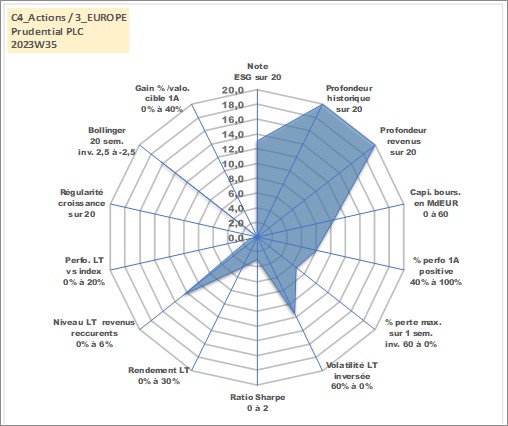 C4_Actions / 3_EUROPE
Prudential PLC
2023W35
Note
ESG sur 20
Profondeur
historique
sur 20
Profondeur
revenus
sur 20
Capi. bours.
en MdEUR
0 à 60
% perfo 1A
positive
40% à 100%
% perte max.
sur 1 sem.
inv. 60 à 0%
Volatilité LT
inversée
60% à 0%
Ratio Sharpe
0 à 2
Rendement LT
0% à 30%
Niveau LT revenus
reccurents
0% à 6%
Perfo. LT
vs index
0% à 20%
Régularité
croissance
sur 20
Bollinger
20 sem.
inv. 2,5 à -2,5
Gain % /valo.
cible 1A
0% à 40%
20,0
18,0
16,0
14,0
12,0
10,0
8,0
6,0
4,0
2,0
0,0